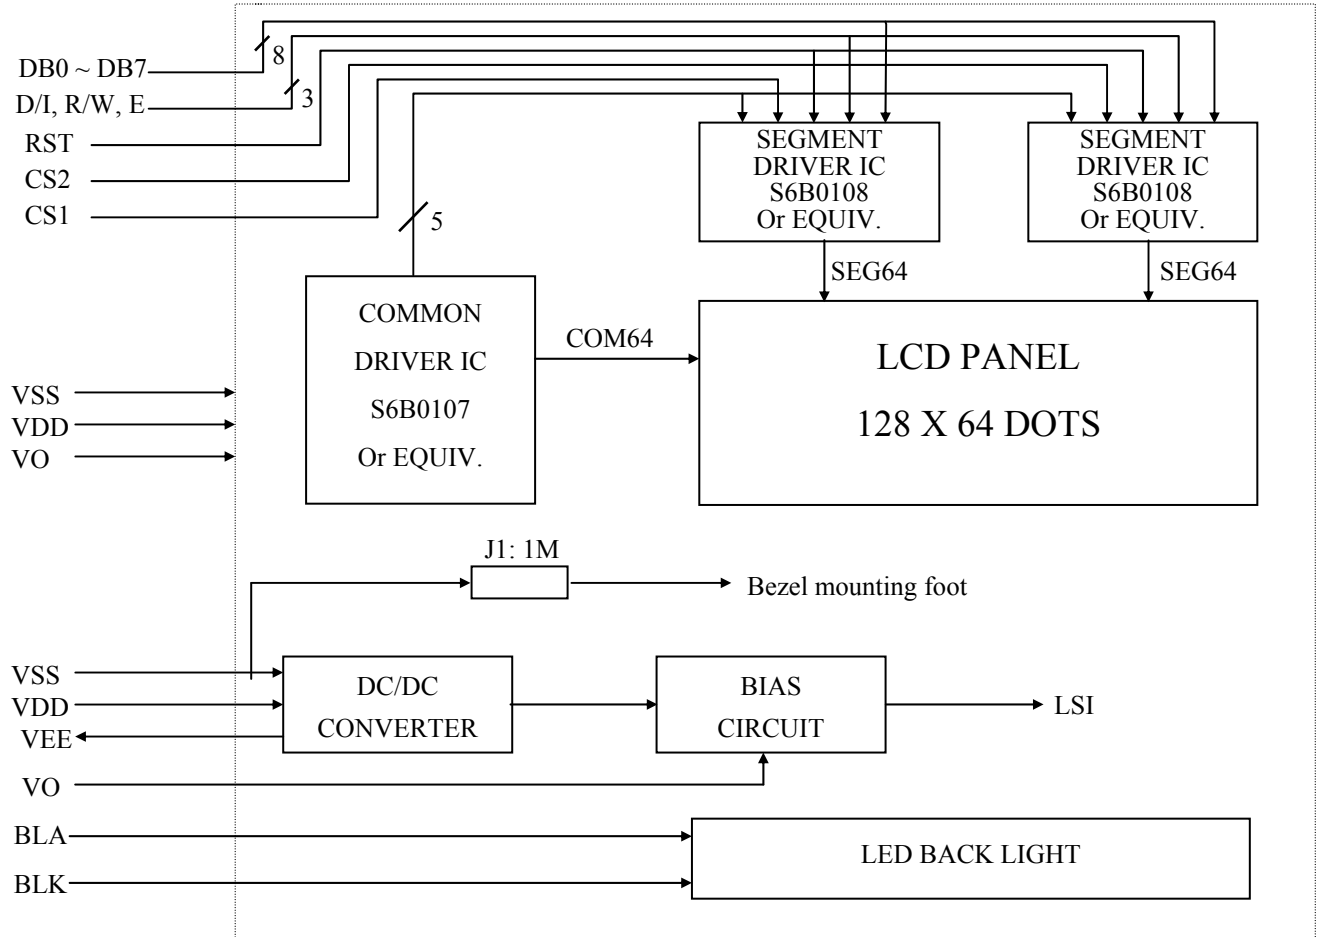 DB0 ~ DB7
8
D/I, R/W, E
3
RST
CS2
CS1
5
SEGMENT
DRIVER IC
S6B0108
Or EQUIV.
SEGMENT
DRIVER IC
S6B0108
Or EQUIV.
SEG64
SEG64
COMMON
DRIVER IC
S6B0107
Or EQUIV.
COM64
LCD PANEL
128 X 64 DOTS
VSS
VDD
VO
J1: 1M
Bezel mounting foot
VSS
VDD
VEE
VO
DC/DC
CONVERTER
BIAS
CIRCUIT
LSI
BLA
BLK
LED BACK LIGHT